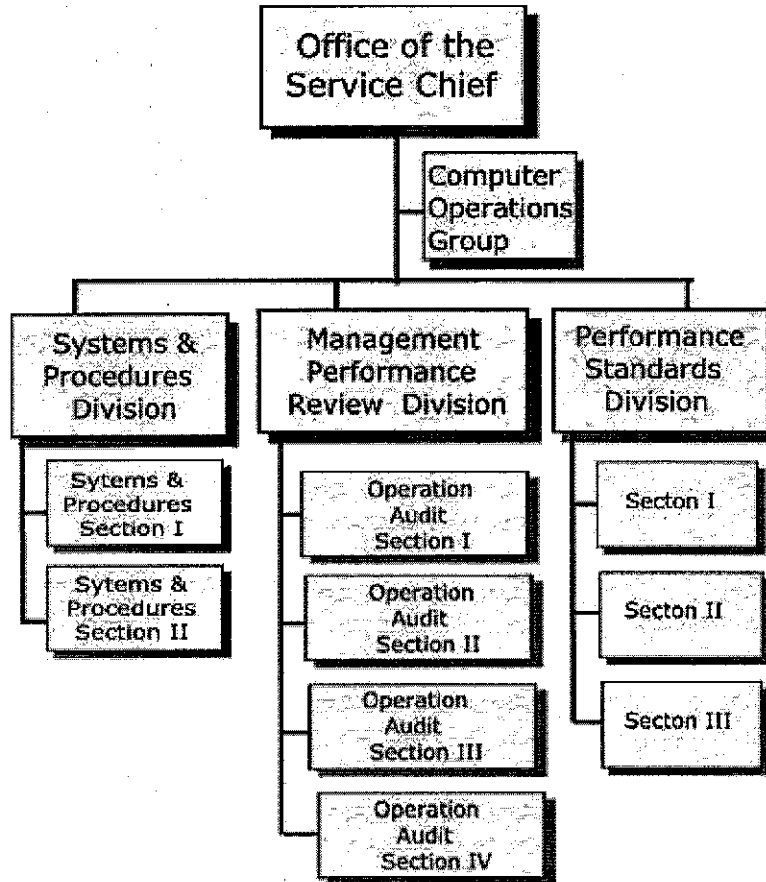 Office of the
Service Chief
Computer
Operations
Group
Systems &
Procedures
Division
Sytems &
Procedures
Section I
Sytems &
Procedures
Section II
Management
Performance
Review Division
Operation
Audit
Section I
Operation
Audit
Section II
Operation
Audit
Section III
Operation
Audit
Section IV
Performance
Standards
Division
Secton I
Secton II
Secton III